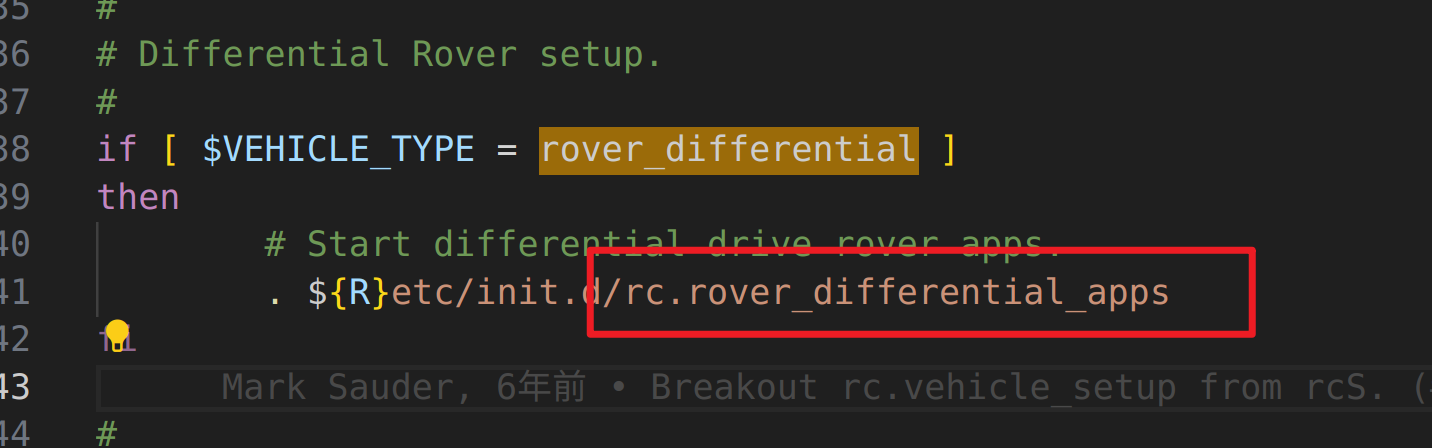 35 #
36 # Differential Rover setup.
37 #
38 if [ $VEHICLE_TYPE = rover_differential ]
39 then
40 # Start differential drive rover apps.
41 . ${R}etc/init.d/rc.rover_differential_apps
42 fi
43 Mark Sauder, 6年前 • Breakout rc.vehicle_setup from rcS. (
44 #